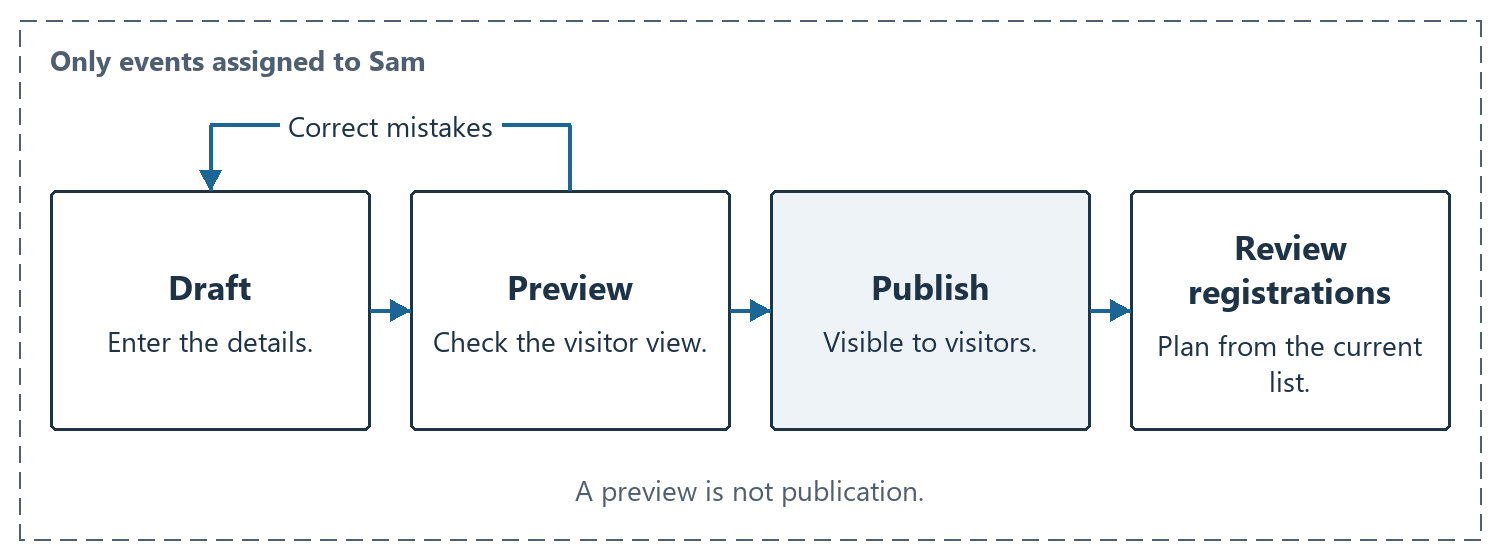 Only events assigned to Sam
Correct mistakes
Draft
Enter the details.
Preview
Check the visitor view.
Publish
Visible to visitors.
Review
registrations
Plan from the current
list.
A preview is not publication.